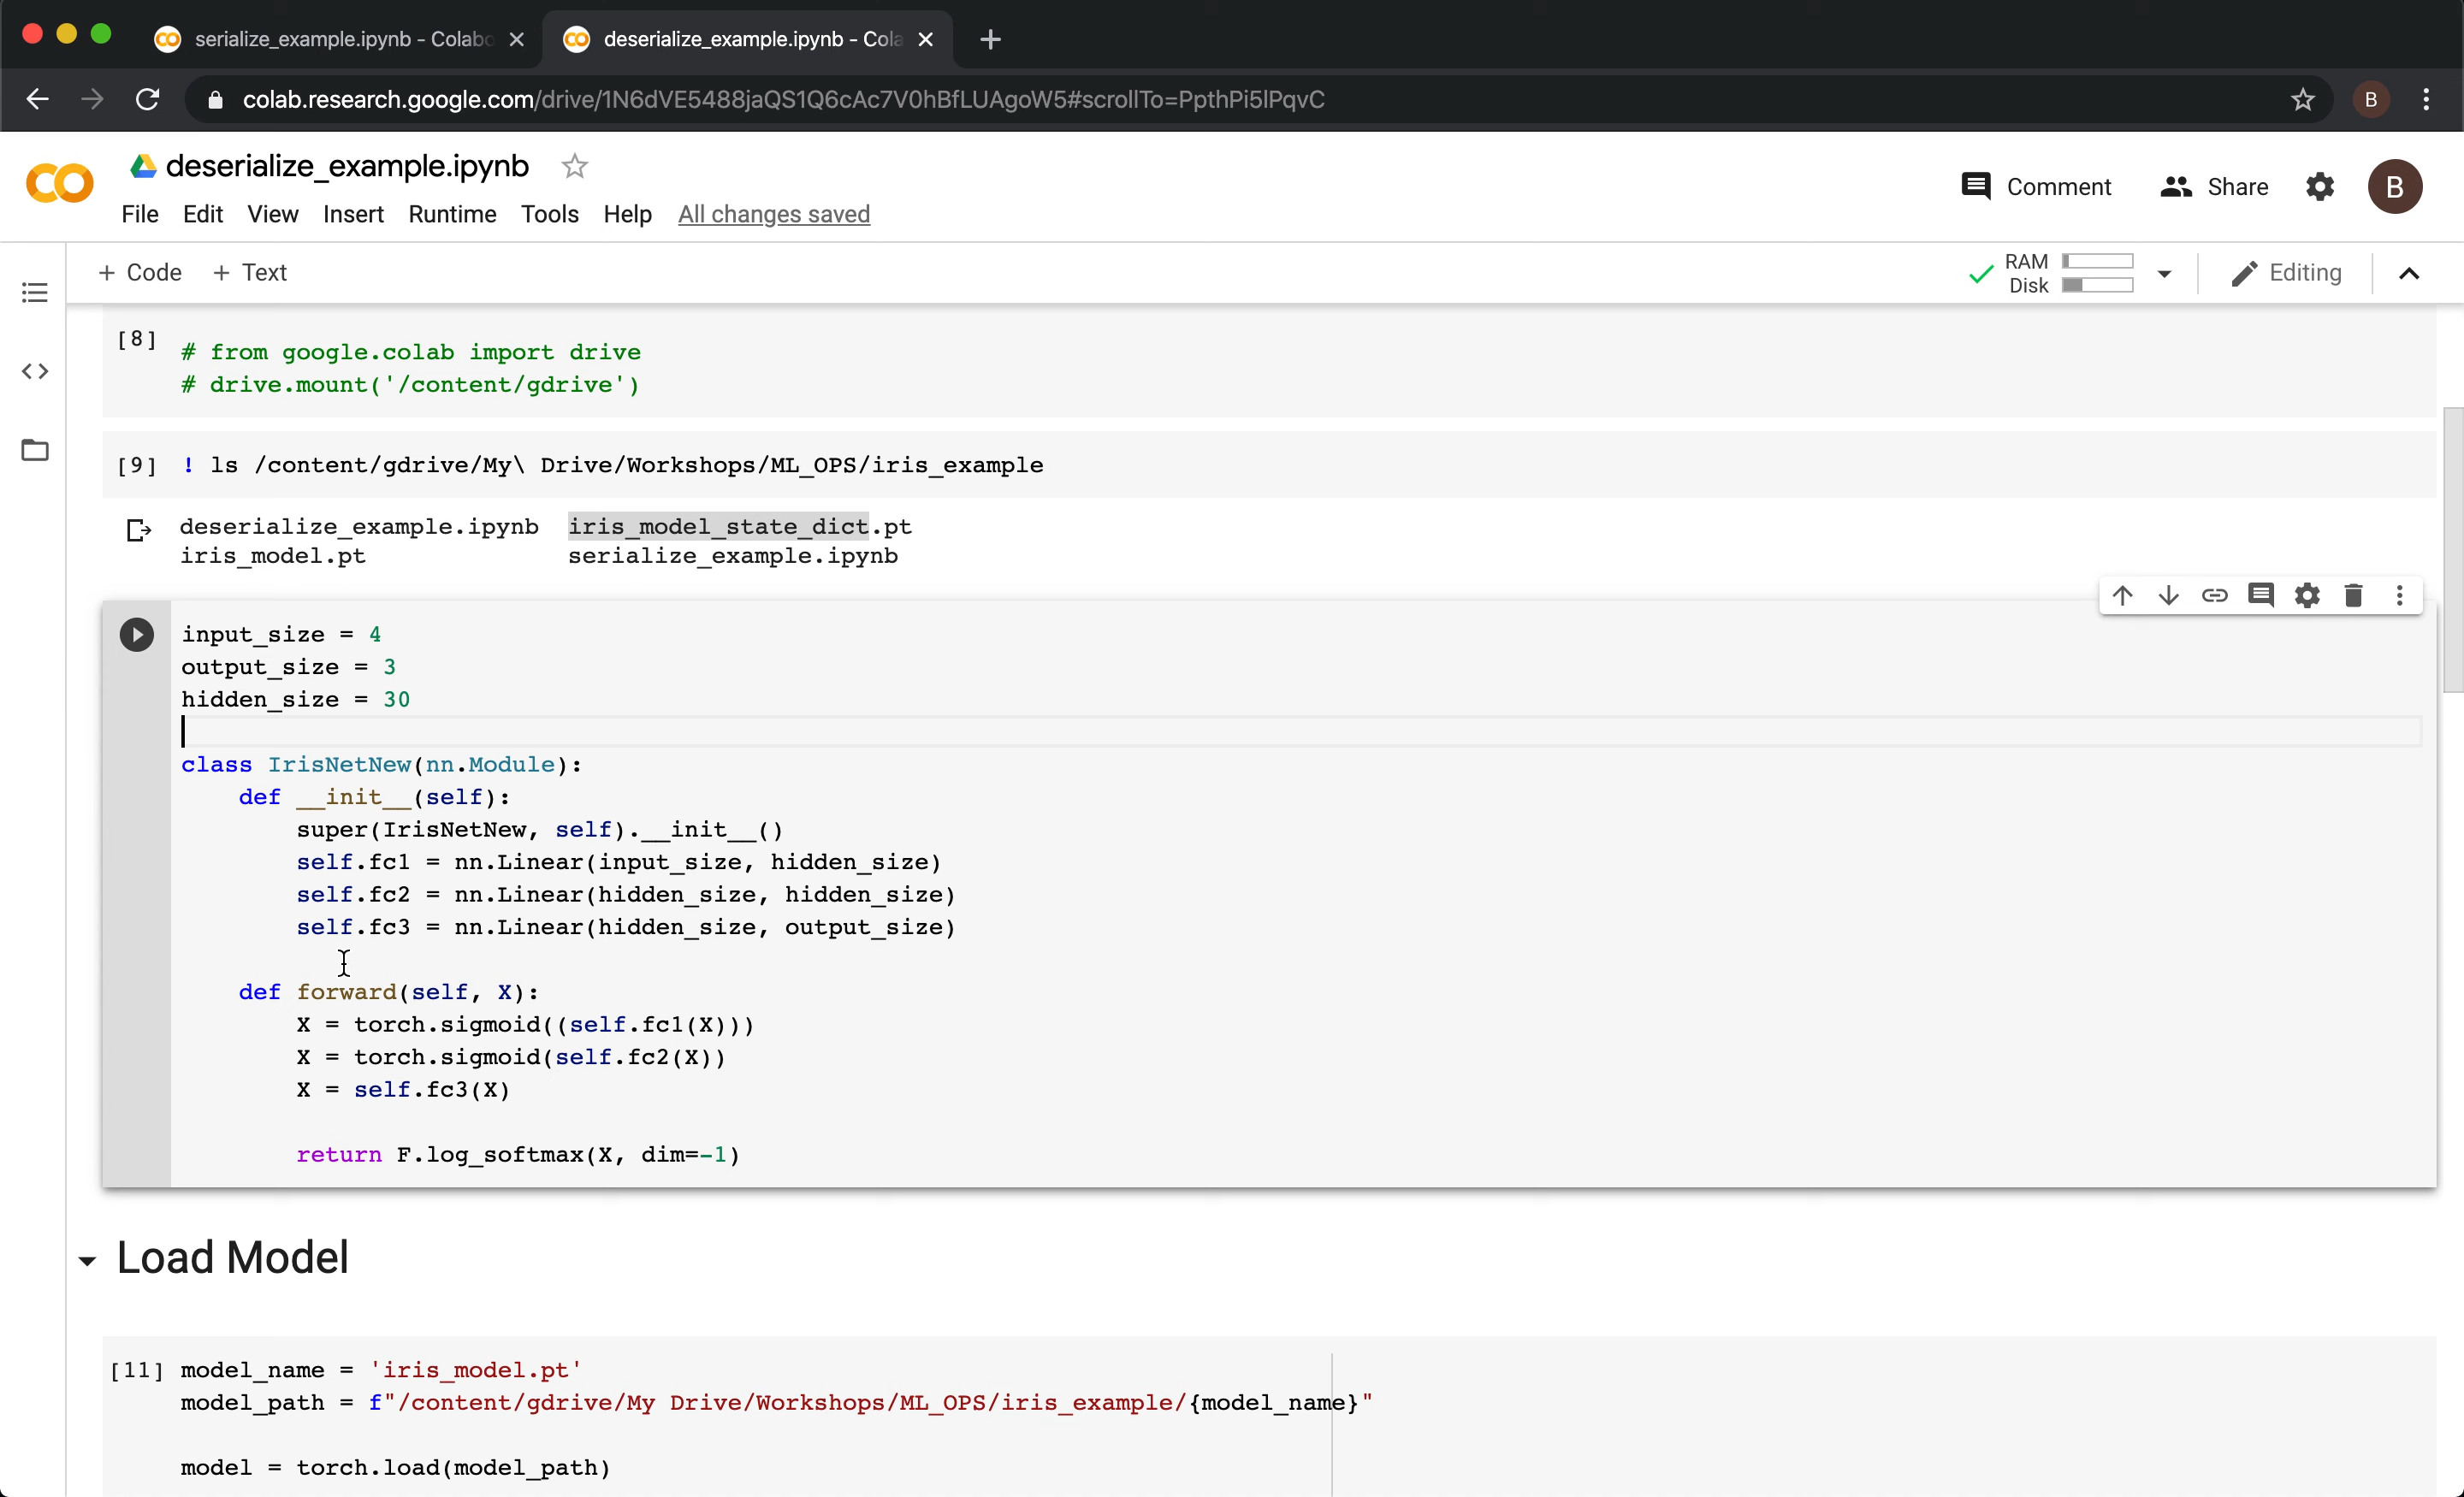 serialize_example.ipynb - Colabo
deserialize_example.ipynb - Cola
colab.research.google.com/drive/1N6dVE5488jaQS1Q6cAc7V0hBfLUAgoW5#scrollTo=PpthPi5lPqvC
B
deserialize_example.ipynb
File Edit View Insert Runtime Tools Help All changes saved
Comment Share B
+ Code + Text
RAM
Disk
Editing
[8]
# from google.colab import drive
# drive.mount('/content/gdrive')
[9] ! ls /content/gdrive/My\ Drive/Workshops/ML_OPS/iris_example
deserialize_example.ipynb iris_model_state_dict.pt
iris_model.pt serialize_example.ipynb
input_size = 4
output_size = 3
hidden_size = 30
class IrisNetNew(nn.Module):
def __init__(self):
super(IrisNetNew, self).__init__()
self.fc1 = nn.Linear(input_size, hidden_size)
self.fc2 = nn.Linear(hidden_size, hidden_size)
self.fc3 = nn.Linear(hidden_size, output_size)
def forward(self, X):
X = torch.sigmoid((self.fc1(X)))
X = torch.sigmoid(self.fc2(X))
X = self.fc3(X)
return F.log_softmax(X, dim=-1)
Load Model
[11] model_name = 'iris_model.pt'
model_path = f"/content/gdrive/My Drive/Workshops/ML_OPS/iris_example/{model_name}"
model = torch.load(model_path)